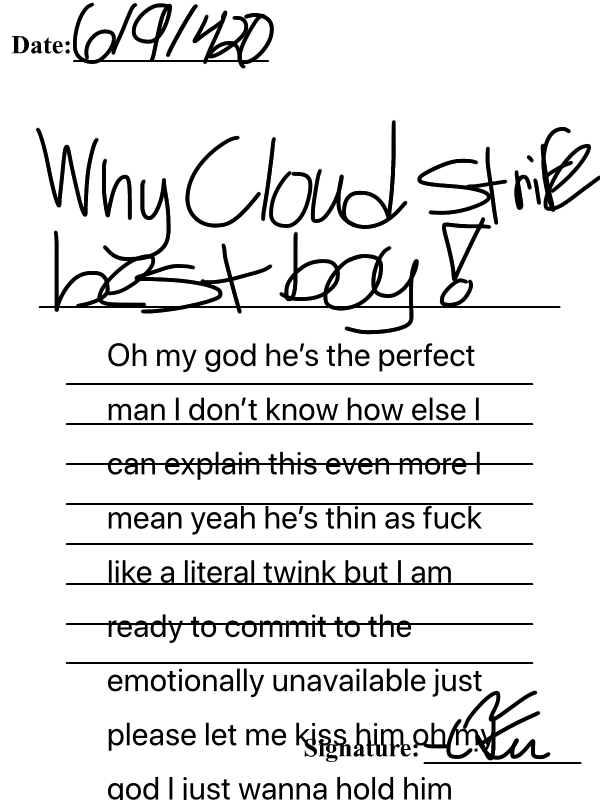 Date: 6/9/420
Why Cloud Strife
best boy!
Oh my god he's the perfect
man I don't know how else I
can explain this even more I
mean yeah he's thin as fuck
like a literal twink but I am
ready to commit to the
emotionally unavailable just
please let me kiss him oh my
Signature:
god I just wanna hold him